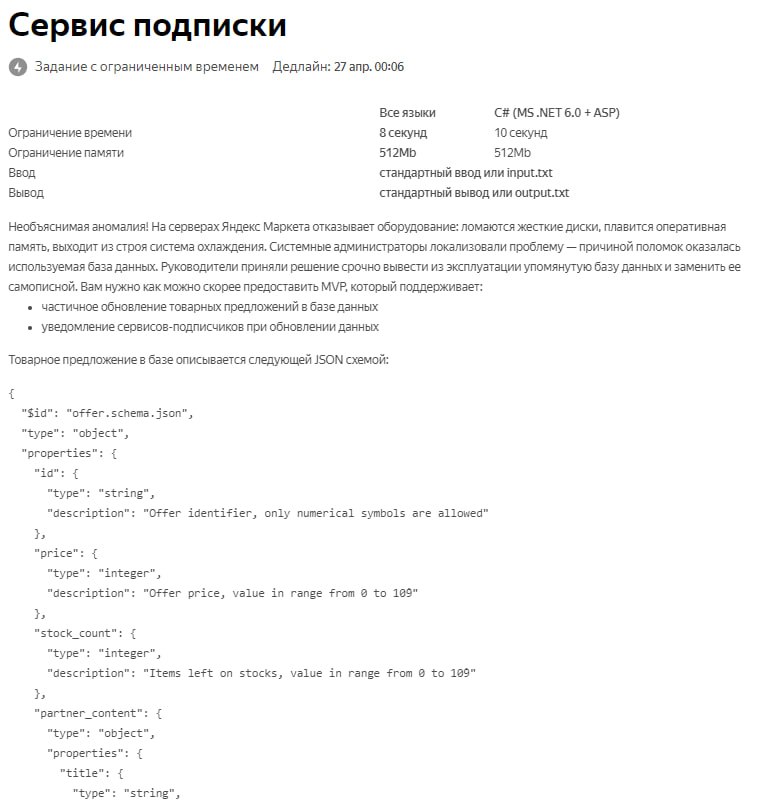 Сервис подписки
Задание с ограниченным временем Дедлайн: 27 апр. 00:06
Все языки C# (MS .NET 6.0 + ASP)
Ограничение времени 8 секунд 10 секунд
Ограничение памяти 512Mb 512Mb
Ввод стандартный ввод или input.txt
Вывод стандартный вывод или output.txt
Необъяснимая аномалия! На серверах Яндекс Маркета отказывает оборудование: ломаются жесткие диски, плавится оперативная
память, выходит из строя система охлаждения. Системные администраторы локализовали проблему — причиной поломок оказалась
используемая база данных. Руководители приняли решение срочно вывести из эксплуатации упомянутую базу данных и заменить ее
самописной. Вам нужно как можно скорее предоставить MVP, который поддерживает:
• частичное обновление товарных предложений в базе данных
• уведомление сервисов-подписчиков при обновлении данных
Товарное предложение в базе описывается следующей JSON схемой:
{
"$id": "offer.schema.json",
"type": "object",
"properties": {
"id": {
"type": "string",
"description": "Offer identifier, only numerical symbols are allowed"
},
"price": {
"type": "integer",
"description": "Offer price, value in range from 0 to 109"
},
"stock_count": {
"type": "integer",
"description": "Items left on stocks, value in range from 0 to 109"
},
"partner_content": {
"type": "object",
"properties": {
"title": {
"type": "string",